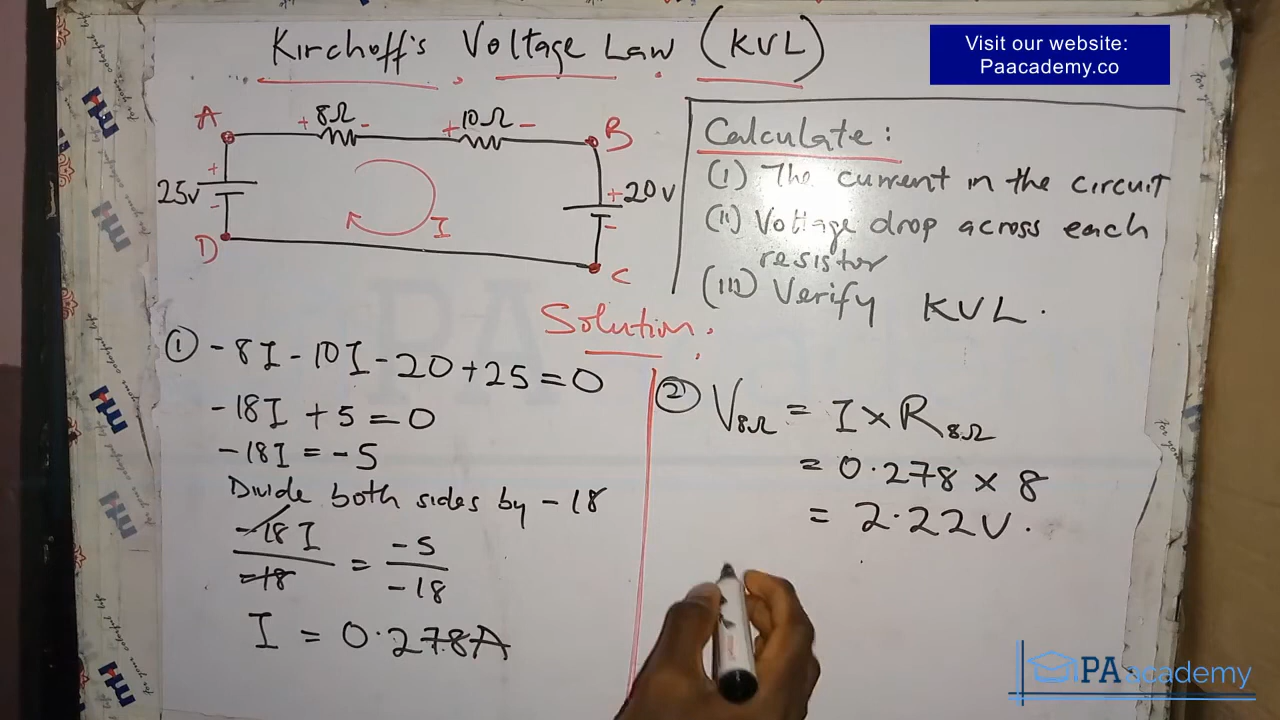 Kirchoff's Voltage Law (KVL)
Visit our website:
Paacademy.co
A
+ 8Ω -
+ 10Ω -
B
+
25V
-
+ 20V
-
I
D
C
Calculate:
(I) The current in the circuit
(II) Voltage drop across each
resistor
(III) Verify KVL.
Solution.
① -8I - 10I - 20 + 25 = 0
-18I + 5 = 0
-18I = -5
Divide both sides by -18
-18I / -18 = -5 / -18
I = 0.278A
② V8Ω = I × R8Ω
= 0.278 × 8
= 2.22V.
PA academy